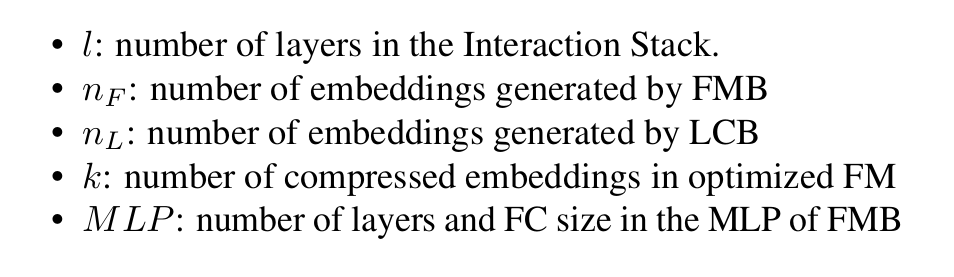 • l: number of layers in the Interaction Stack.
• n_F: number of embeddings generated by FMB
• n_L: number of embeddings generated by LCB
• k: number of compressed embeddings in optimized FM
• MLP: number of layers and FC size in the MLP of FMB